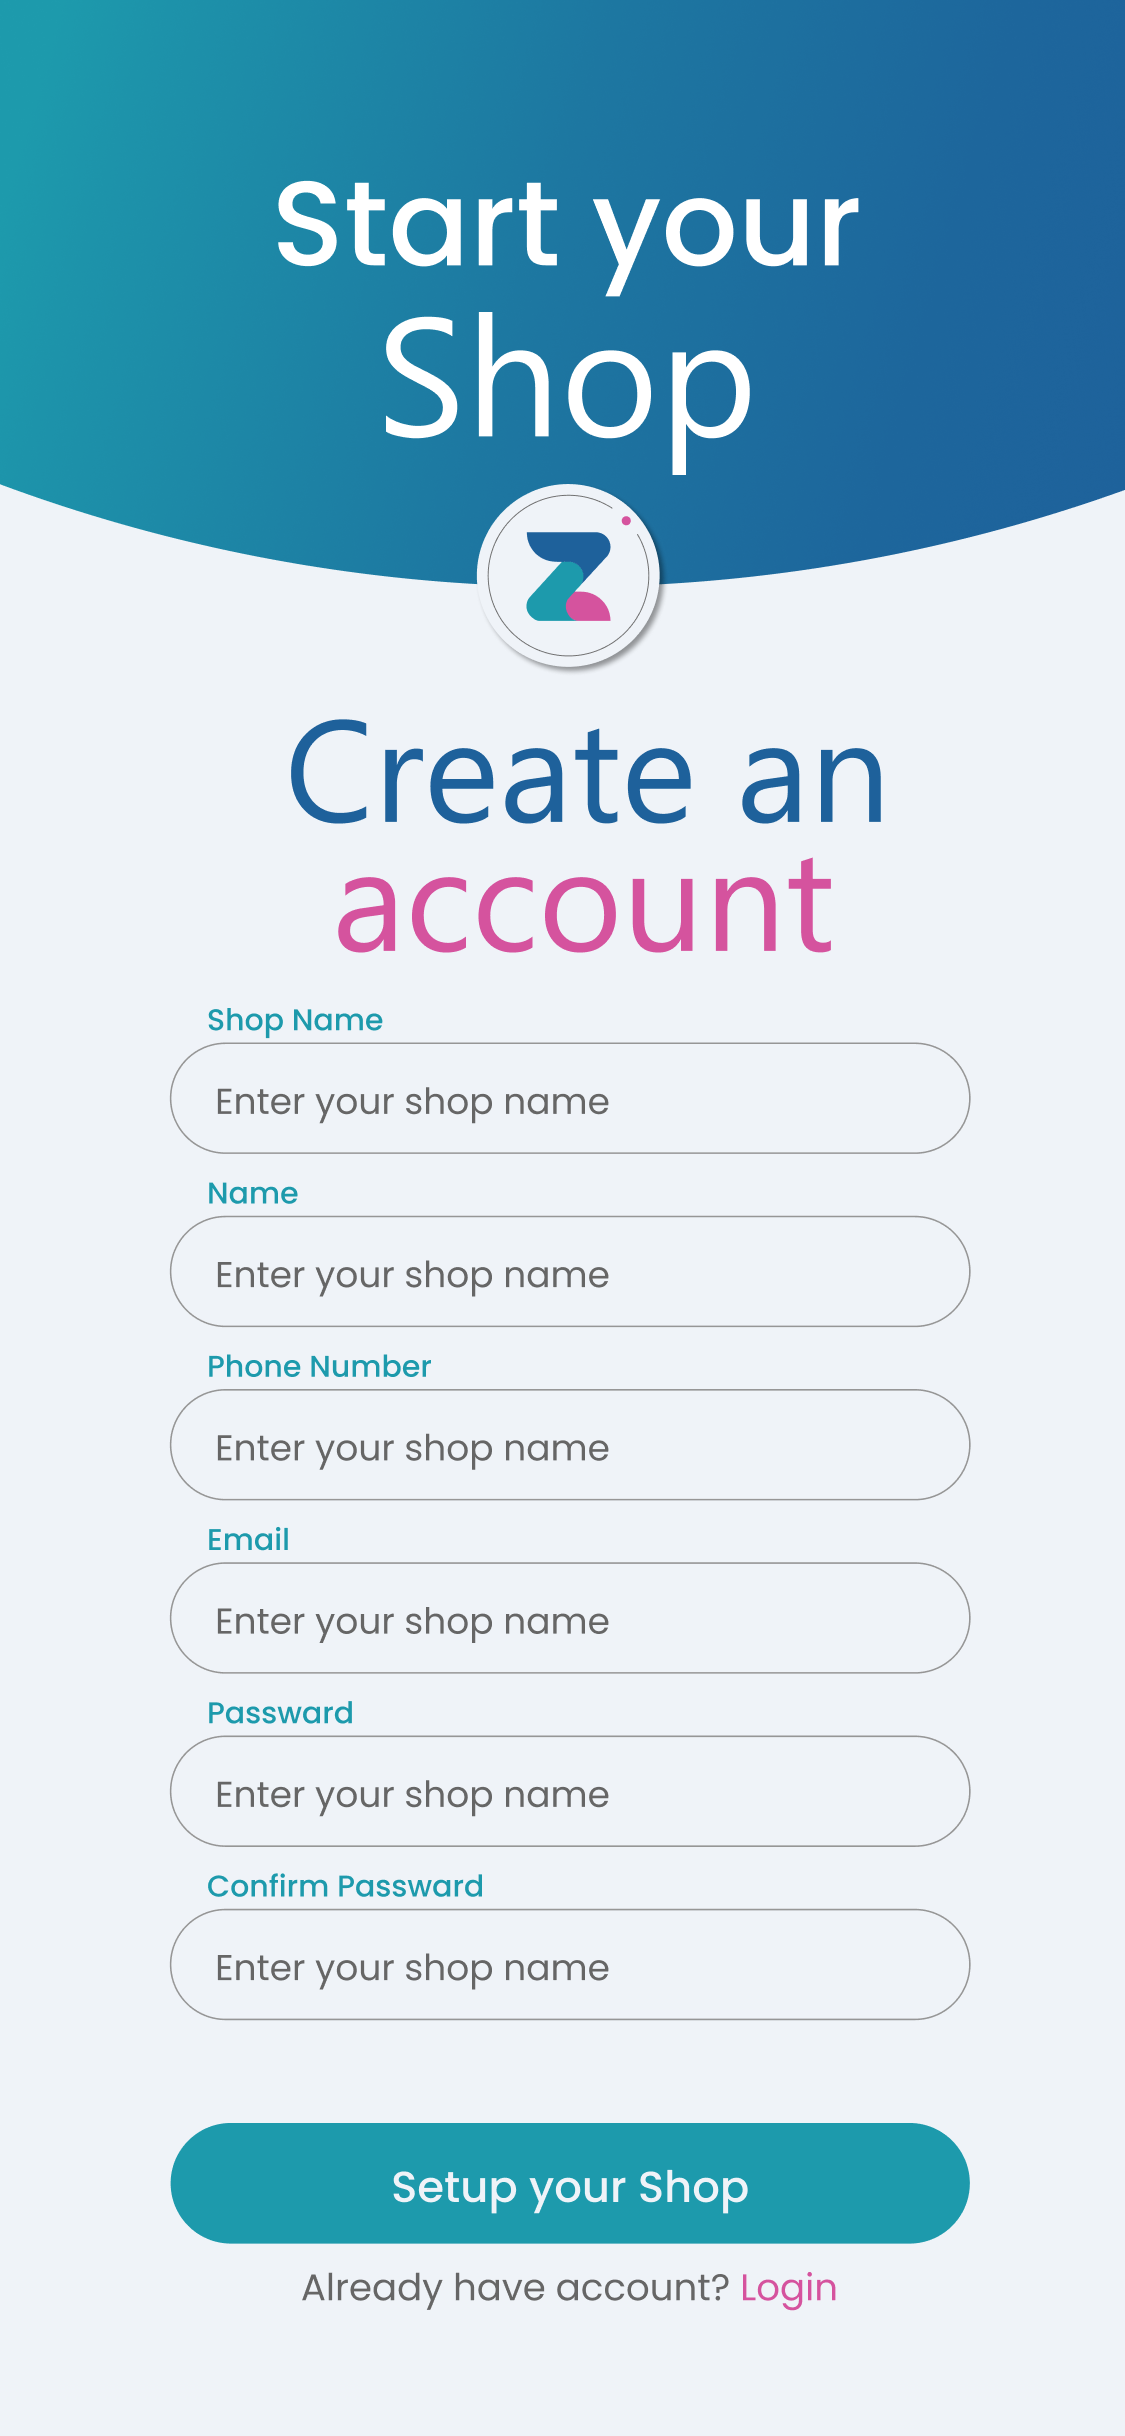 Start your
Shop
Create an
account
Shop Name
Enter your shop name
Name
Enter your shop name
Phone Number
Enter your shop name
Email
Enter your shop name
Passward
Enter your shop name
Confirm Passward
Enter your shop name
Setup your Shop
Already have account? Login